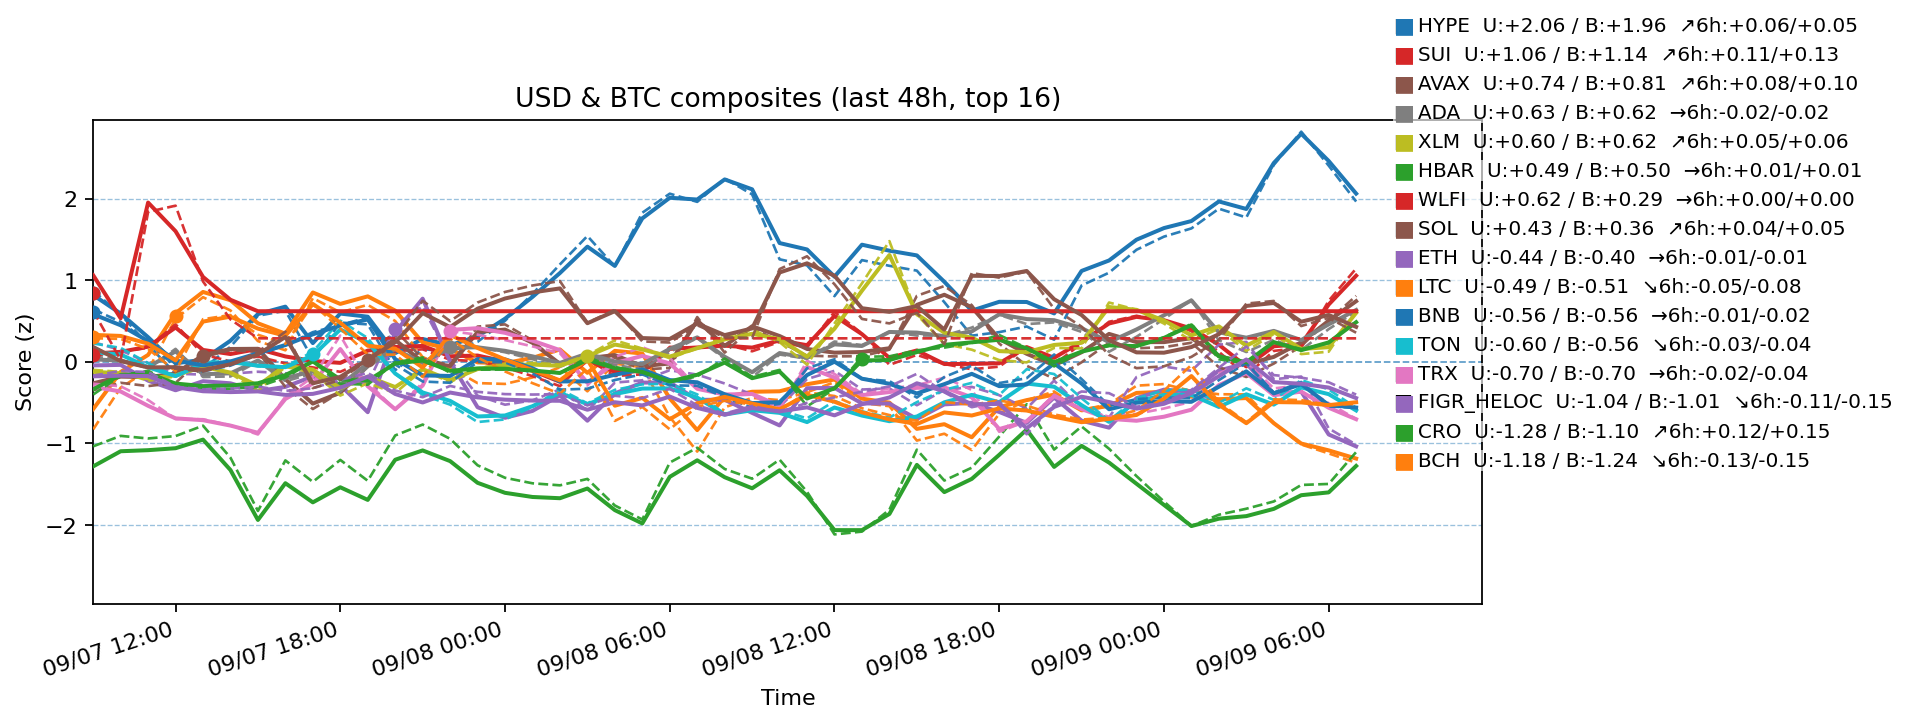 HYPE  U:+2.06 / B:+1.96  ↗6h:+0.06/+0.05
SUI  U:+1.06 / B:+1.14  ↗6h:+0.11/+0.13
AVAX  U:+0.74 / B:+0.81  ↗6h:+0.08/+0.10
ADA  U:+0.63 / B:+0.62  →6h:-0.02/-0.02
XLM  U:+0.60 / B:+0.62  ↗6h:+0.05/+0.06
HBAR  U:+0.49 / B:+0.50  →6h:+0.01/+0.01
WLFI  U:+0.62 / B:+0.29  →6h:+0.00/+0.00
SOL  U:+0.43 / B:+0.36  ↗6h:+0.04/+0.05
ETH  U:-0.44 / B:-0.40  →6h:-0.01/-0.01
LTC  U:-0.49 / B:-0.51  ↘6h:-0.05/-0.08
BNB  U:-0.56 / B:-0.56  →6h:-0.01/-0.02
TON  U:-0.60 / B:-0.56  ↘6h:-0.03/-0.04
TRX  U:-0.70 / B:-0.70  →6h:-0.02/-0.04
FIGR_HELOC  U:-1.04 / B:-1.01  ↘6h:-0.11/-0.15
CRO  U:-1.28 / B:-1.10  ↗6h:+0.12/+0.15
BCH  U:-1.18 / B:-1.24  ↘6h:-0.13/-0.15
USD & BTC composites (last 48h, top 16)
Score (z)
2
1
0
−1
−2
09/07 12:00
09/07 18:00
09/08 00:00
09/08 06:00
09/08 12:00
09/08 18:00
09/09 00:00
09/09 06:00
Time